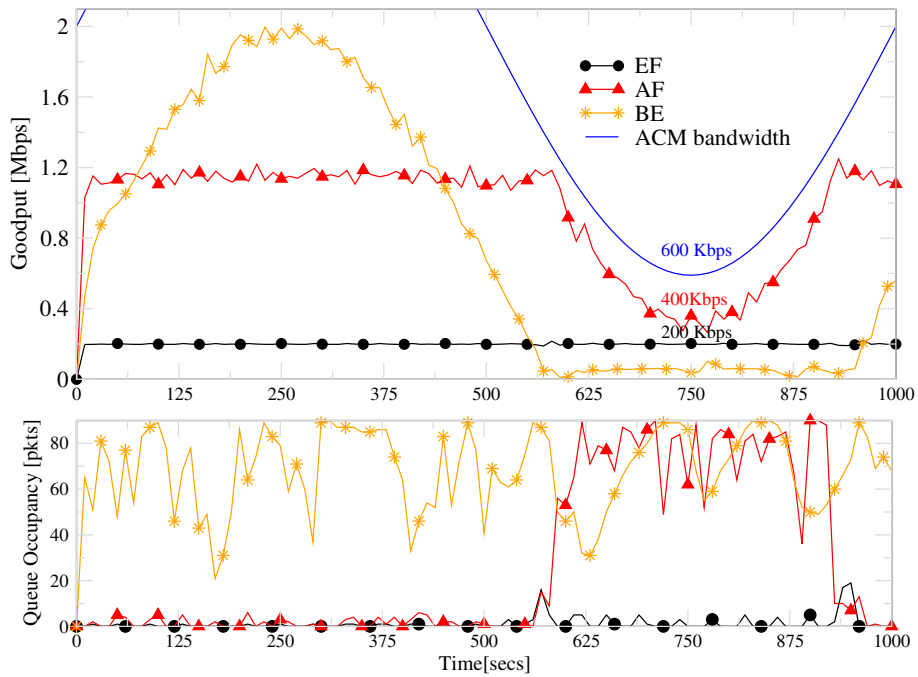 2
1.6
1.2
0.8
0.4
0
Goodput [Mbps]
EF
AF
BE
ACM bandwidth
600 Kbps
400Kbps
200 Kbps
0 125 250 375 500 625 750 875 1000
80
60
40
20
0
Queue Occupancy [pkts]
0 125 250 375 500 625 750 875 1000
Time[secs]